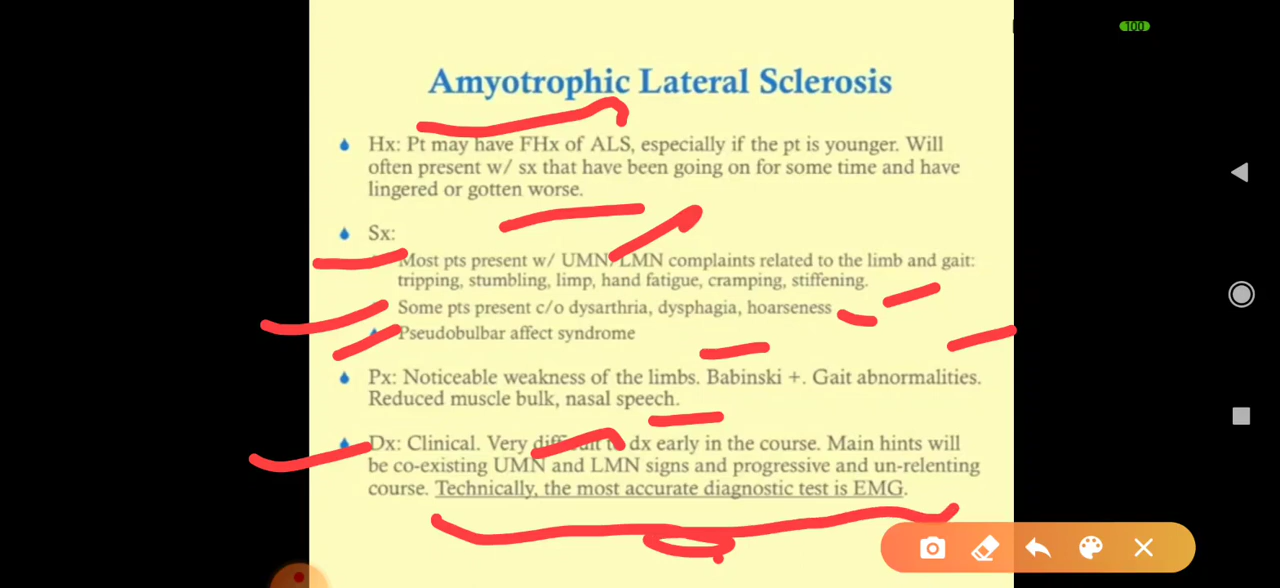 100
Amyotrophic Lateral Sclerosis
Hx: Pt may have FHx of ALS, especially if the pt is younger. Will
often present w/ sx that have been going on for some time and have
lingered or gotten worse.
Sx:
Most pts present w/ UMN/LMN complaints related to the limb and gait:
tripping, stumbling, limp, hand fatigue, cramping, stiffening.
Some pts present c/o dysarthria, dysphagia, hoarseness
Pseudobulbar affect syndrome
Px: Noticeable weakness of the limbs. Babinski +. Gait abnormalities.
Reduced muscle bulk, nasal speech.
Dx: Clinical. Very difficult to dx early in the course. Main hints will
be co-existing UMN and LMN signs and progressive and un-relenting
course. Technically, the most accurate diagnostic test is EMG.